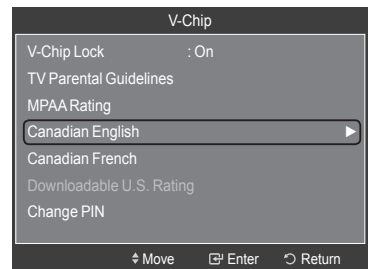 V-Chip
V-Chip Lock : On
TV Parental Guidelines
MPAA Rating
Canadian English
Canadian French
Downloadable U.S. Rating
Change PIN
Move Enter Return